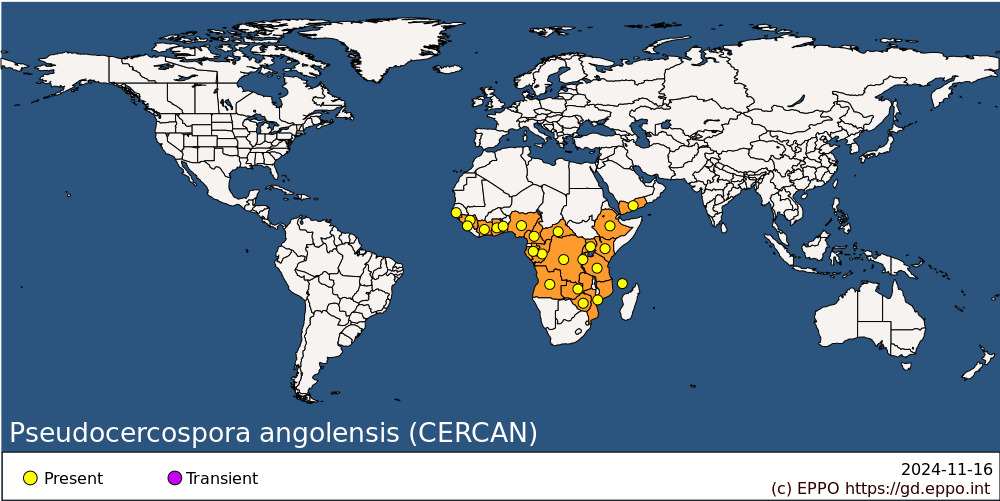 Pseudocercospora angolensis (CERCAN)
Present
Transient
2024-11-16
(c) EPPO https://gd.eppo.int